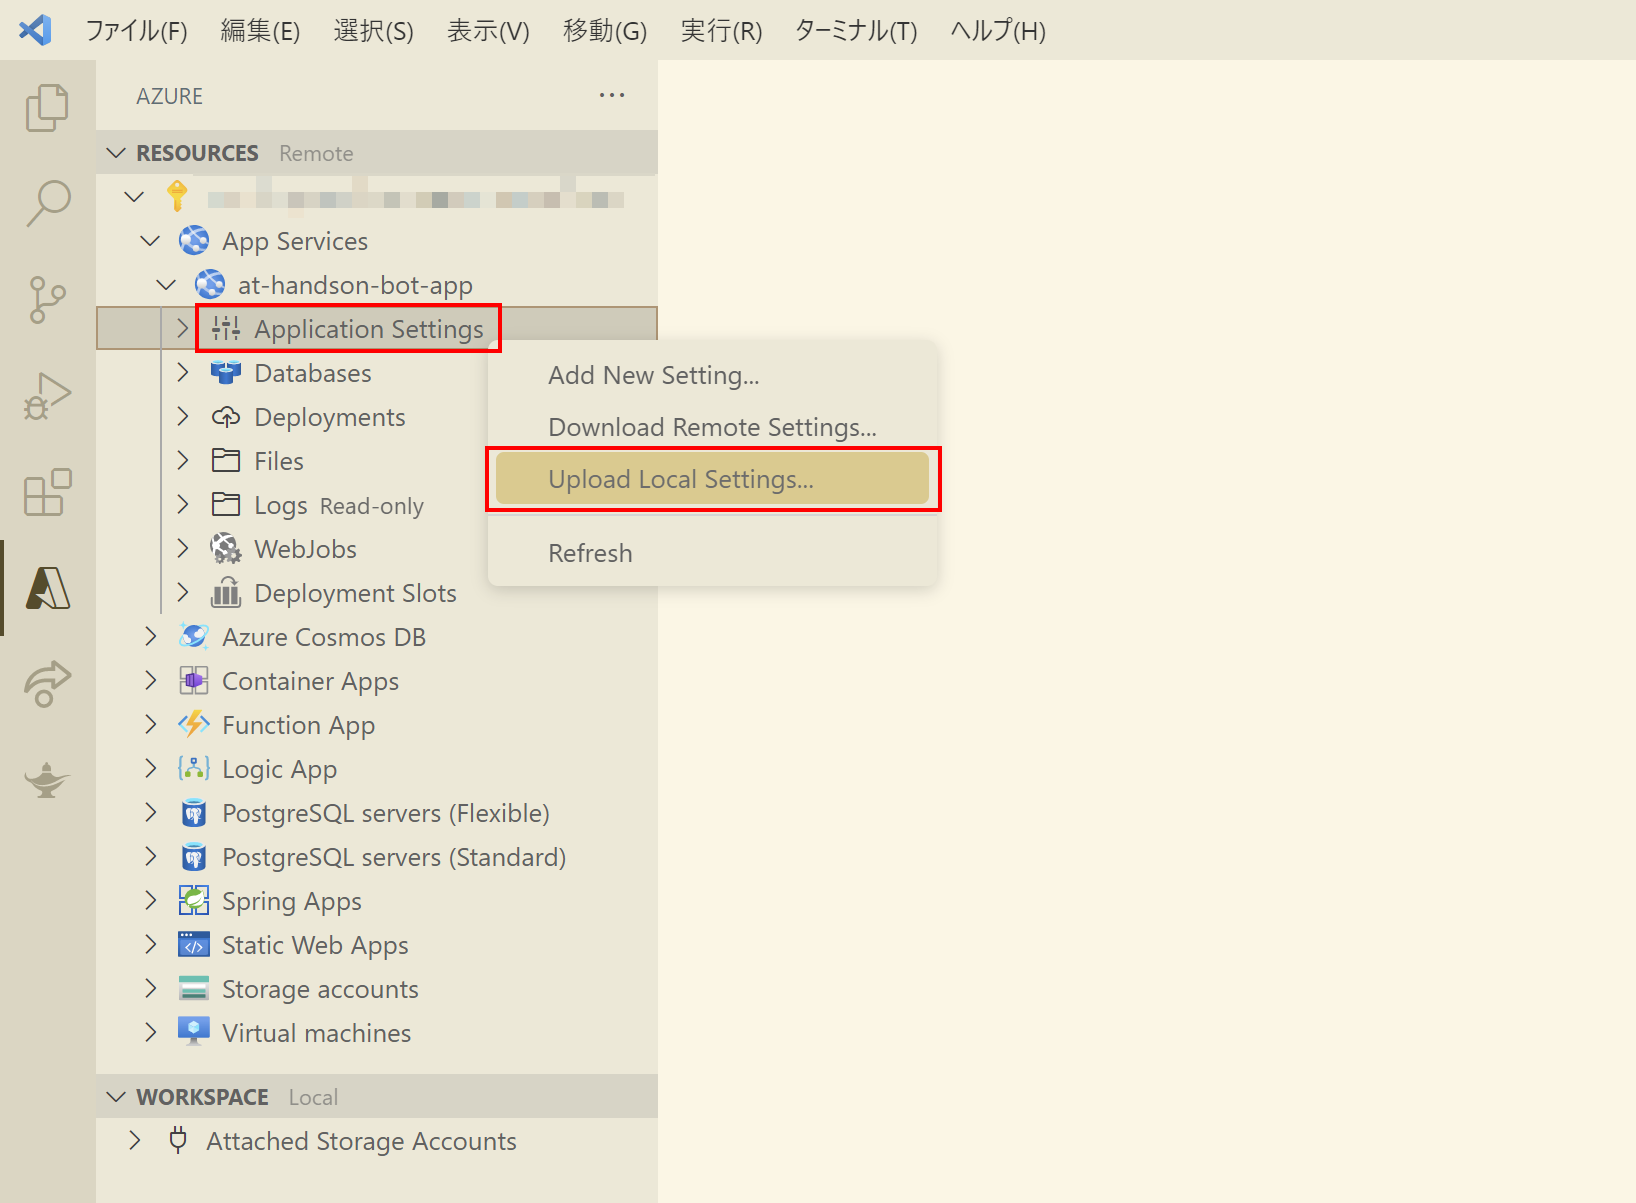 ファイル(F) 編集(E) 選択(S) 表示(V) 移動(G) 実行(R) ターミナル(T) ヘルプ(H)
AZURE ...
RESOURCES Remote
App Services
at-handson-bot-app
Application Settings
Databases
Deployments
Files
Logs Read-only
WebJobs
Deployment Slots
Add New Setting...
Download Remote Settings...
Upload Local Settings...
Refresh
Azure Cosmos DB
Container Apps
Function App
Logic App
PostgreSQL servers (Flexible)
PostgreSQL servers (Standard)
Spring Apps
Static Web Apps
Storage accounts
Virtual machines
WORKSPACE Local
Attached Storage Accounts